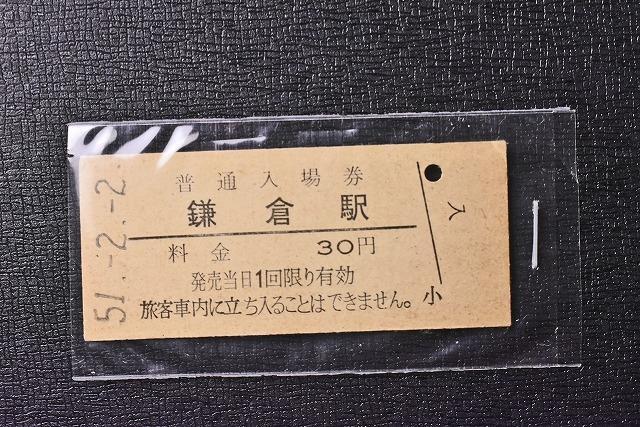 普通入場券
鎌倉駅
料金 30円
発売当日1回限り有効
旅客車内に立ち入ることはできません。
51.-2.-2
入
小